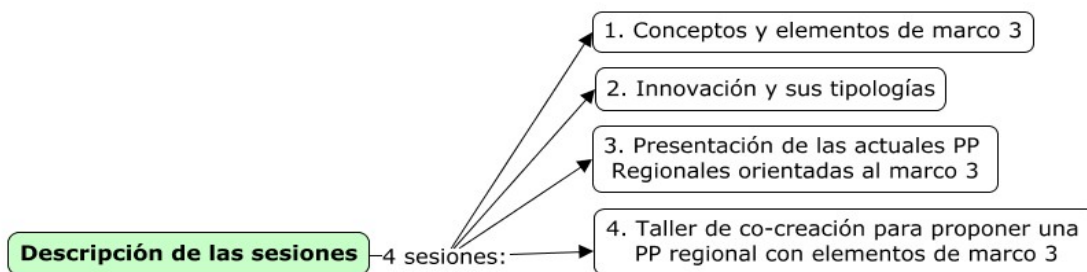 1. Conceptos y elementos de marco 3
2. Innovación y sus tipologías
3. Presentación de las actuales PP
Regionales orientadas al marco 3
4. Taller de co-creación para proponer una
PP regional con elementos de marco 3
Descripción de las sesiones
4 sesiones: